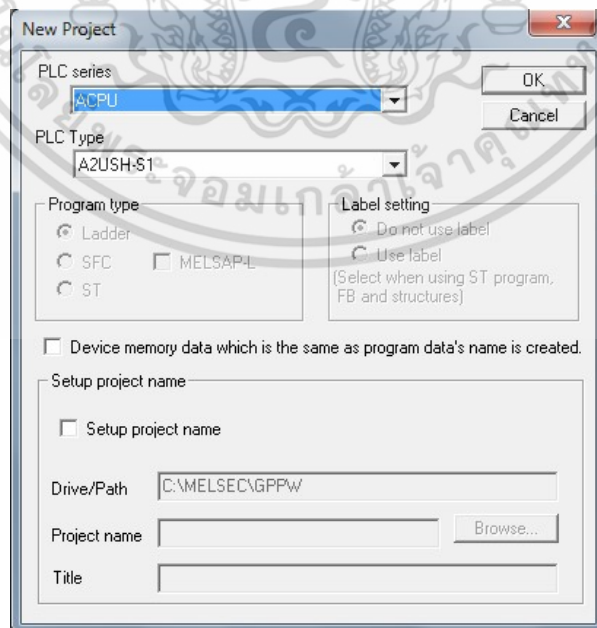 New Project
PLC series
OK
ACPU
Cancel
PLC Type
A2USH-S1
Program type
Label setting
Ladder
Do not use label
SFC
MELSAP-L
Use label
ST
(Select when using ST program,
FB and structures)
Device memory data which is the same as program data's name is created.
Setup project name
Setup project name
Drive/Path
C:\MELSEC\GPPW
Project name
Browse...
Title